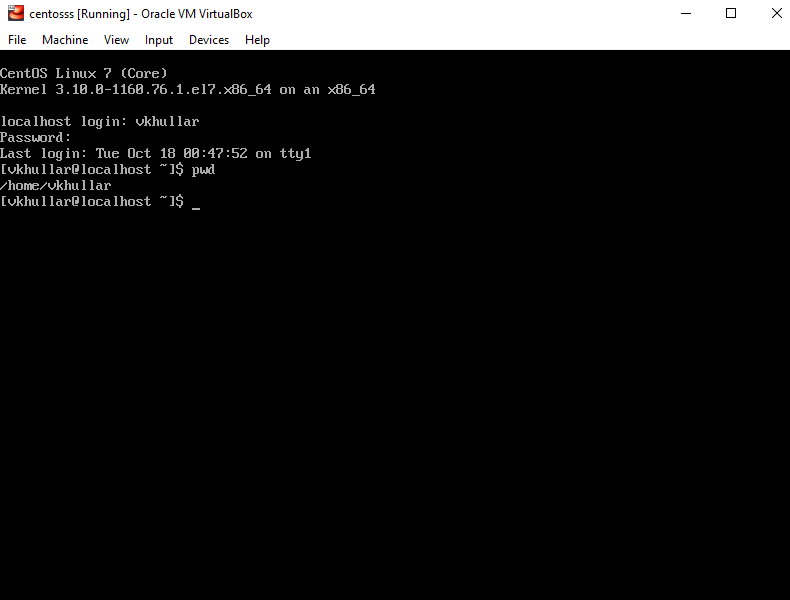 centosss [Running] - Oracle VM VirtualBox
File Machine View Input Devices Help
CentOS Linux 7 (Core)
Kernel 3.10.0-1160.76.1.el7.x86_64 on an x86_64
localhost login: vkhullar
Password:
Last login: Tue Oct 18 00:47:52 on tty1
[vkhullar@localhost ~]$ pwd
/home/vkhullar
[vkhullar@localhost ~]$ _